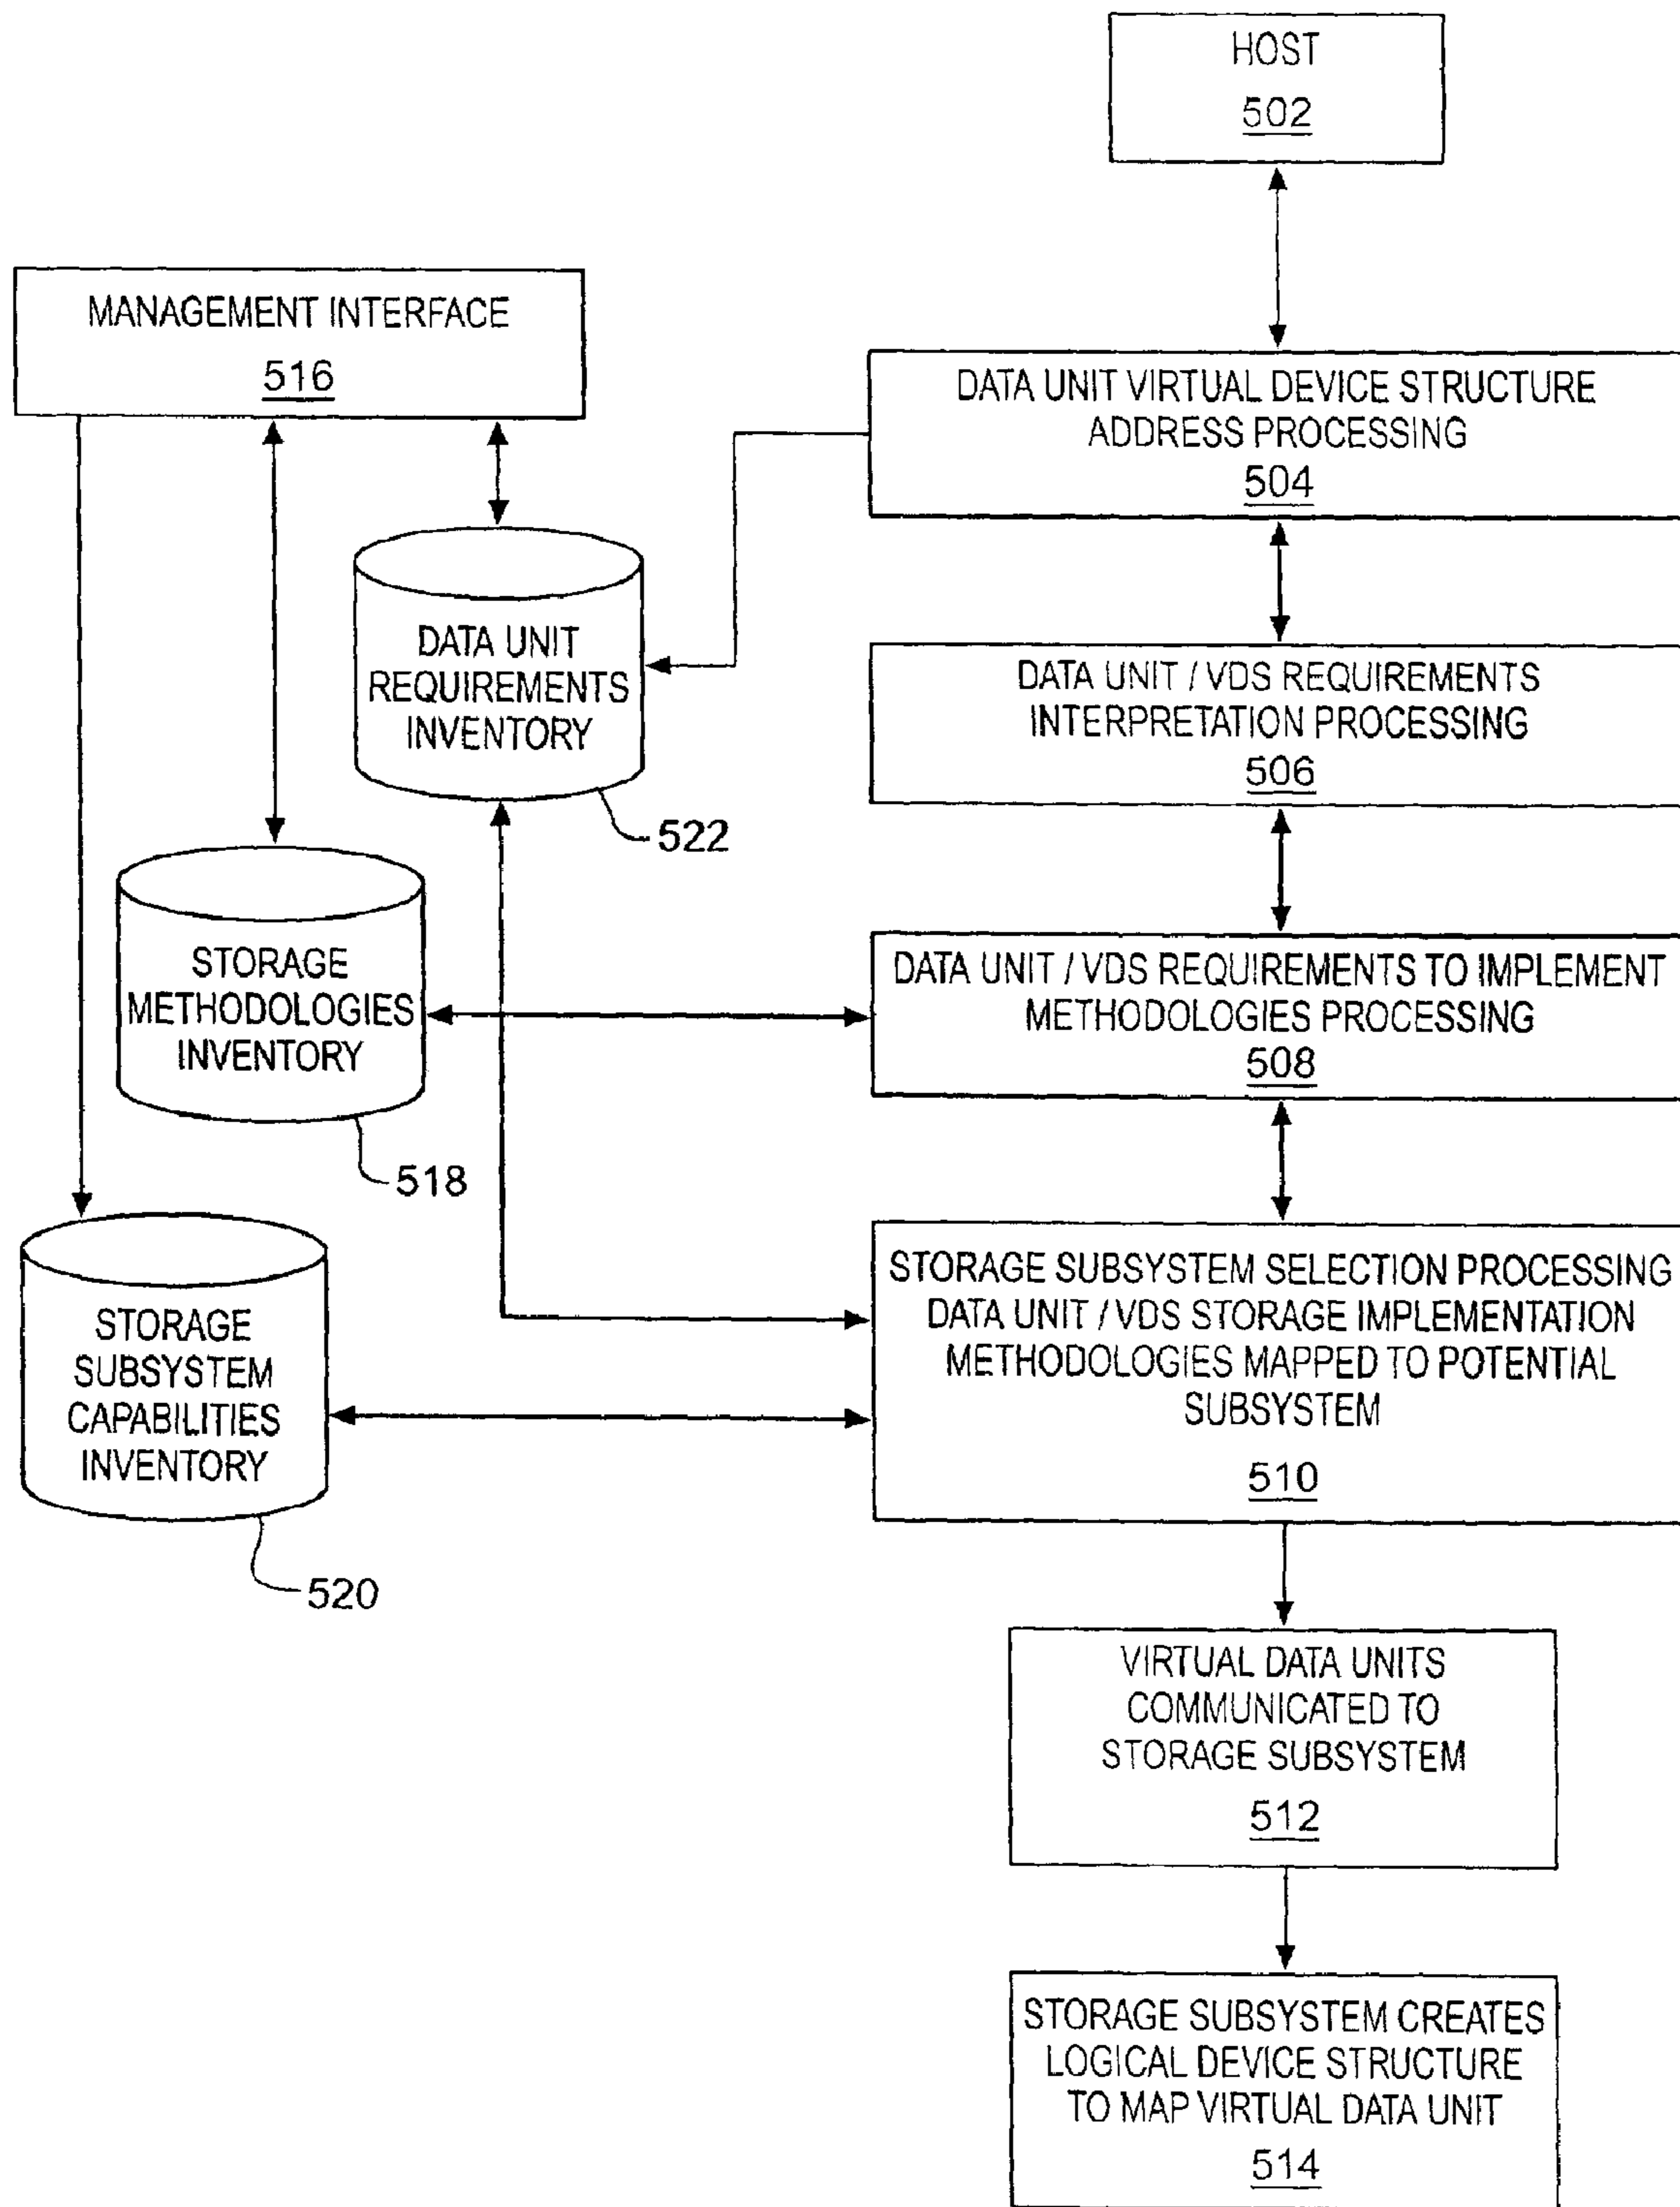 HOST
502
MANAGEMENT INTERFACE
516
DATA UNIT VIRTUAL DEVICE STRUCTURE
ADDRESS PROCESSING
504
DATA UNIT
REQUIREMENTS
INVENTORY
522
DATA UNIT / VDS REQUIREMENTS
INTERPRETATION PROCESSING
506
STORAGE
METHODOLOGIES
INVENTORY
518
DATA UNIT / VDS REQUIREMENTS TO IMPLEMENT
METHODOLOGIES PROCESSING
508
STORAGE
SUBSYSTEM
CAPABILITIES
INVENTORY
520
STORAGE SUBSYSTEM SELECTION PROCESSING
DATA UNIT / VDS STORAGE IMPLEMENTATION
METHODOLOGIES MAPPED TO POTENTIAL
SUBSYSTEM
510
VIRTUAL DATA UNITS
COMMUNICATED TO
STORAGE SUBSYSTEM
512
STORAGE SUBSYSTEM CREATES
LOGICAL DEVICE STRUCTURE
TO MAP VIRTUAL DATA UNIT
514